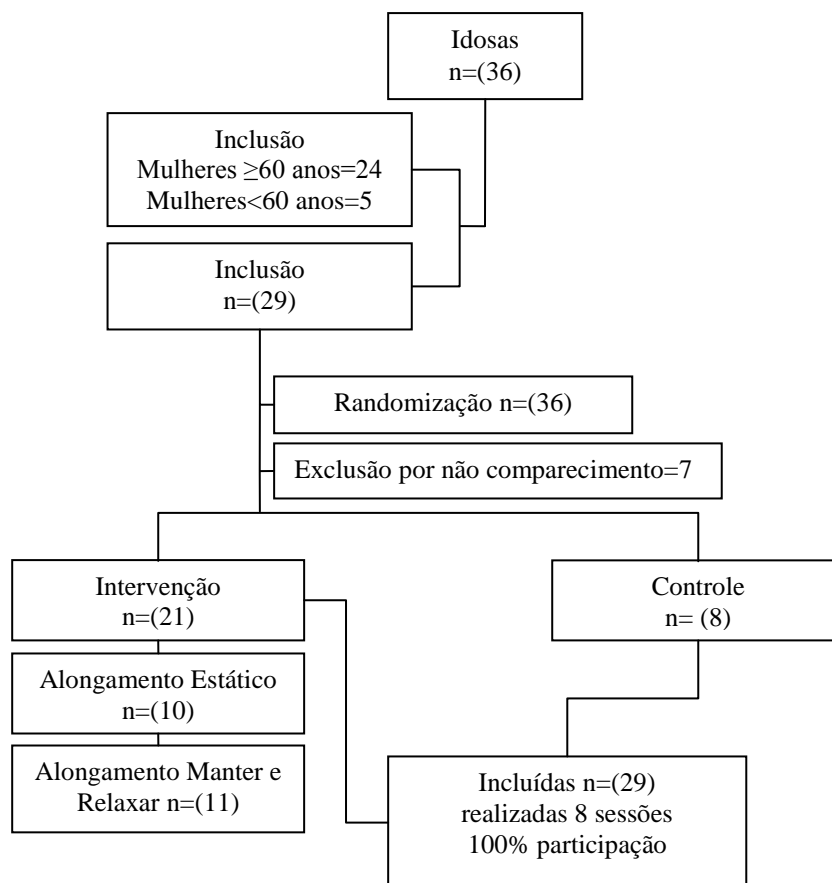 Idosas
n=(36)
Inclusão
Mulheres ≥60 anos=24
Mulheres<60 anos=5
Inclusão
n=(29)
Randomização n=(36)
Exclusão por não comparecimento=7
Intervenção
n=(21)
Controle
n= (8)
Alongamento Estático
n=(10)
Alongamento Manter e
Relaxar n=(11)
Incluídas n=(29)
realizadas 8 sessões
100% participação